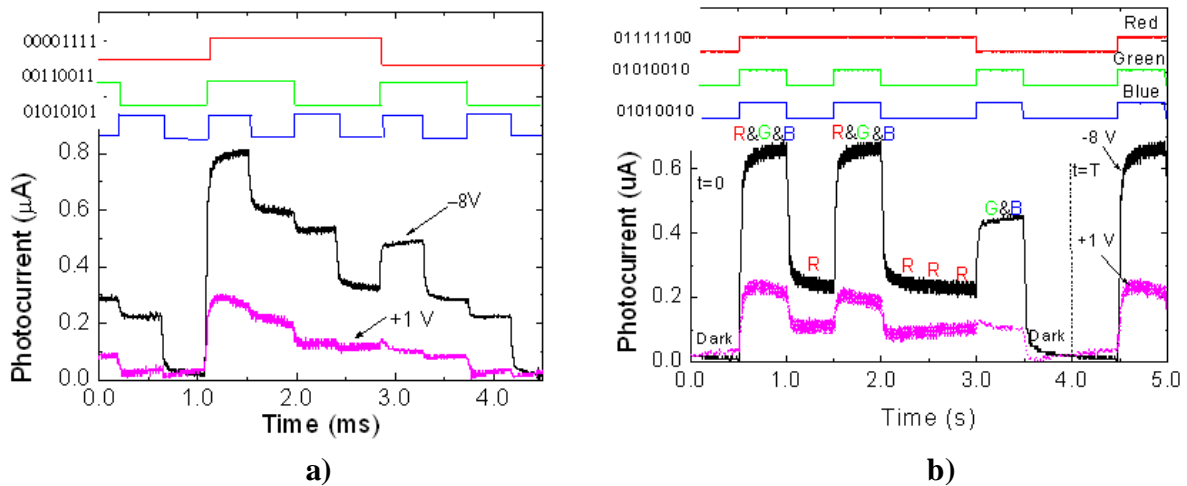 00001111
00110011
01010101
0.8
0.6
0.4
0.2
0.0
Photocurrent (μA)
−8V
+1 V
0.0 1.0 2.0 3.0 4.0
Time (ms)
a)
Red
01111100
Green
01010010
Blue
01010010
R&G&B R&G&B
-8 V
t=0 t=T
0.6
0.4
0.2
0.0
Photocurrent (uA)
G&B
R R R R
+1 V
Dark Dark
0.0 1.0 2.0 3.0 4.0 5.0
Time (s)
b)